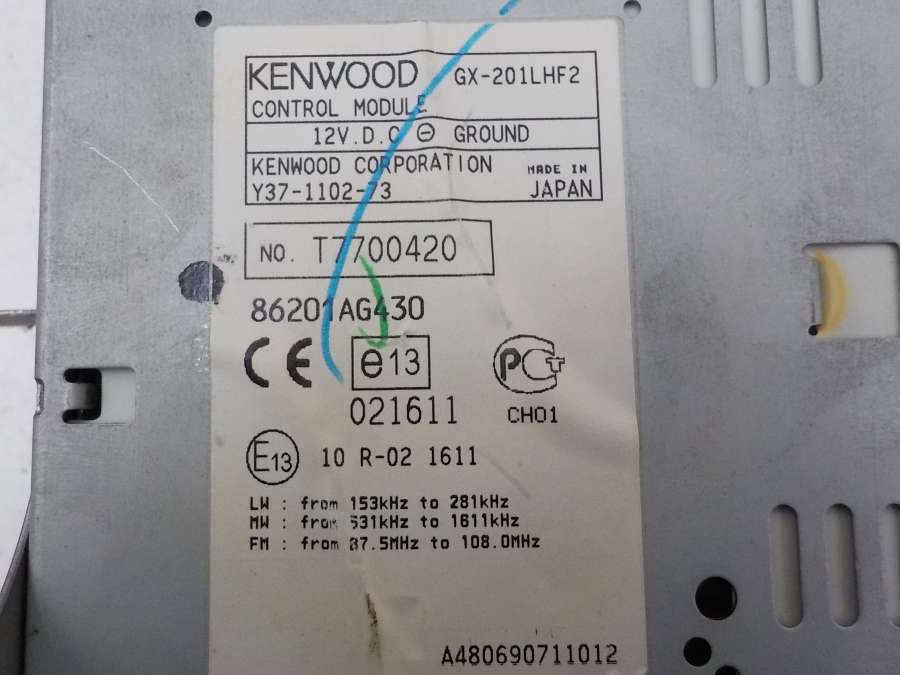 KENWOOD GX-201LHF2
CONTROL MODULE
12V.D.C ⊖ GROUND
KENWOOD CORPORATION MADE IN
Y37-1102-73 JAPAN
NO. T7700420
86201AG430
CE e13 PCT
021611 CH01
E13 10 R-02 1611
LW : from 153kHz to 281kHz
MW : from 531kHz to 1611kHz
FM : from 87.5MHz to 108.0MHz
A480690711012